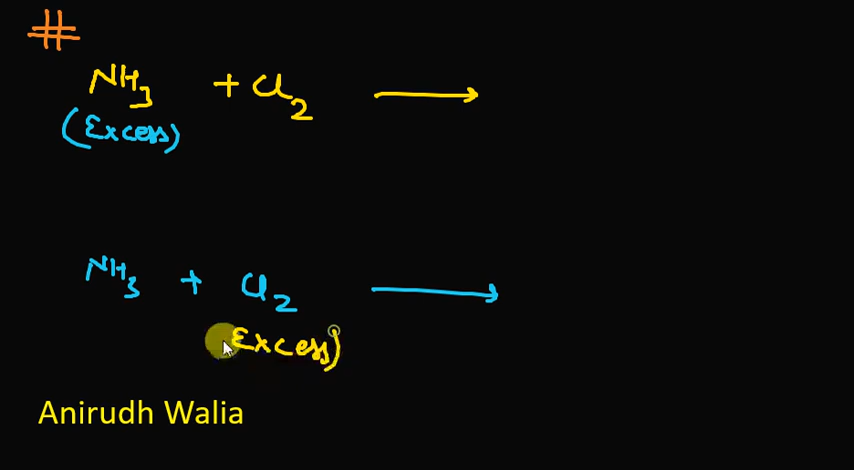 #
NH3 + Cl2 ⟶
(Excess)
NH3 + Cl2 ⟶
Excess)
Anirudh Walia